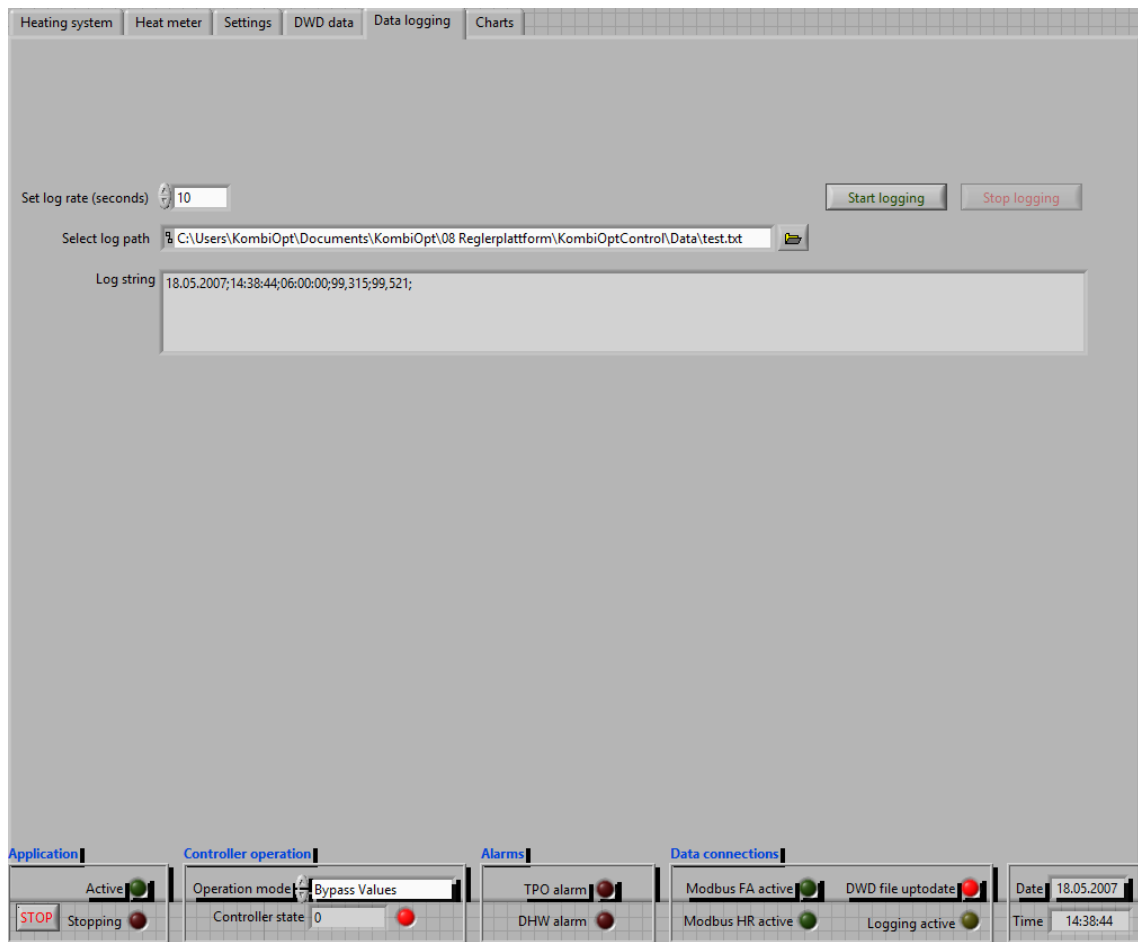 Heating system Heat meter Settings DWD data Data logging Charts
Set log rate (seconds) 10 Start logging Stop logging
Select log path C:\Users\KombiOpt\Documents\KombiOpt\08 Reglerplattform\KombiOptControl\Data\test.txt
Log string 18.05.2007;14:38:44;06:00:00;99,315;99,521;
Application Controller operation Alarms Data connections
Active Operation mode Bypass Values TPO alarm Modbus FA active DWD file uptodate Date 18.05.2007
STOP Stopping Controller state 0 DHW alarm Modbus HR active Logging active Time 14:38:44